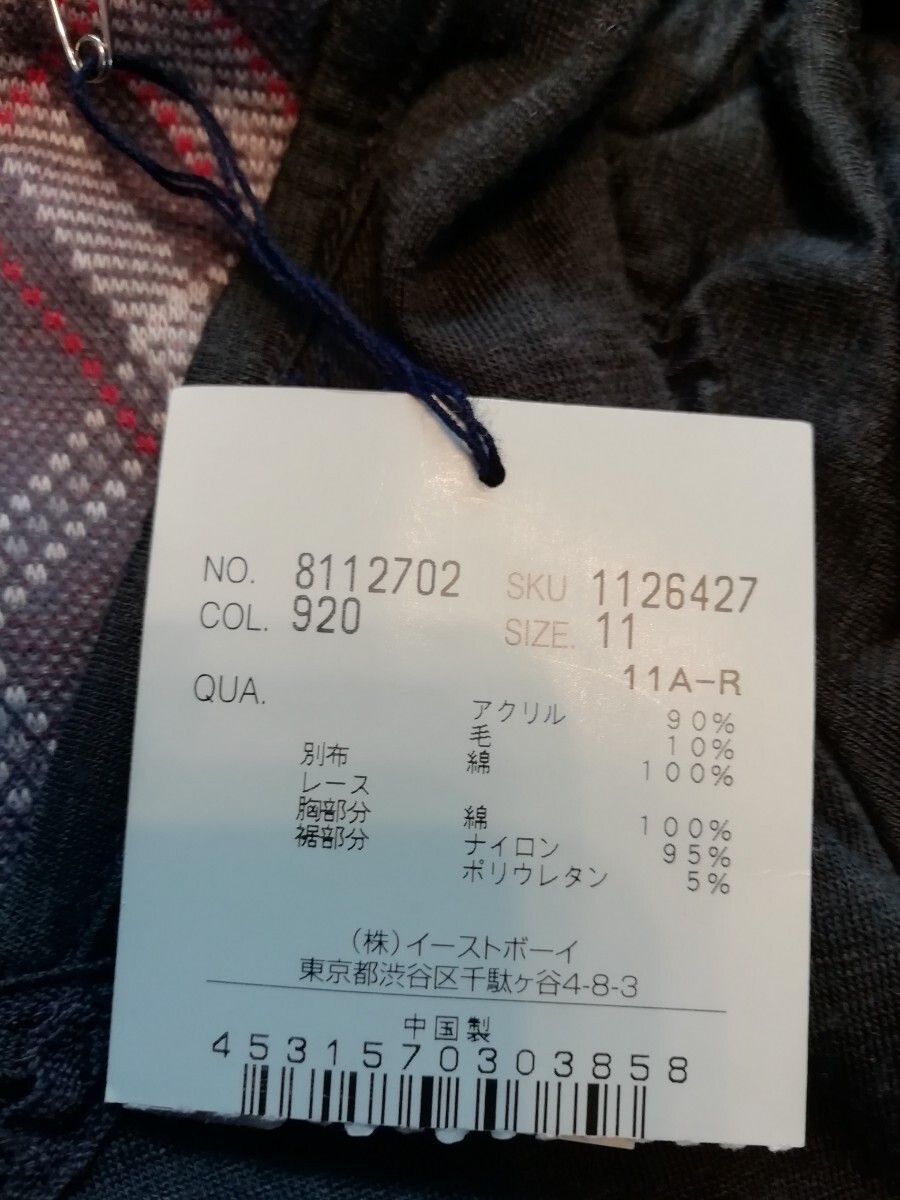 NO. 8112702 SKU 1126427
COL. 920 SIZE. 11
11A-R
QUA.
アクリル 90%
毛 10%
別布 綿 100%
レース
胸部分 綿 100%
裾部分 ナイロン 95%
ポリウレタン 5%
(株)イーストボーイ
東京都渋谷区千駄ヶ谷4-8-3
中国製
4531570303858